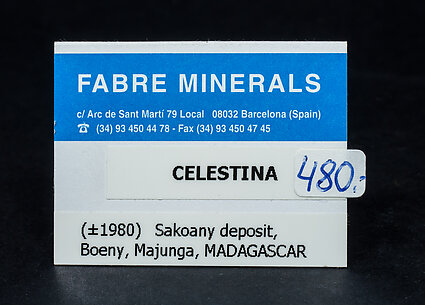 FABRE MINERALS
c/ Arc de Sant Martí 79 Local 08032 Barcelona (Spain)
☎ (34) 93 450 44 78 - Fax (34) 93 450 47 45
CELESTINA 480.-
(±1980) Sakoany deposit,
Boeny, Majunga, MADAGASCAR